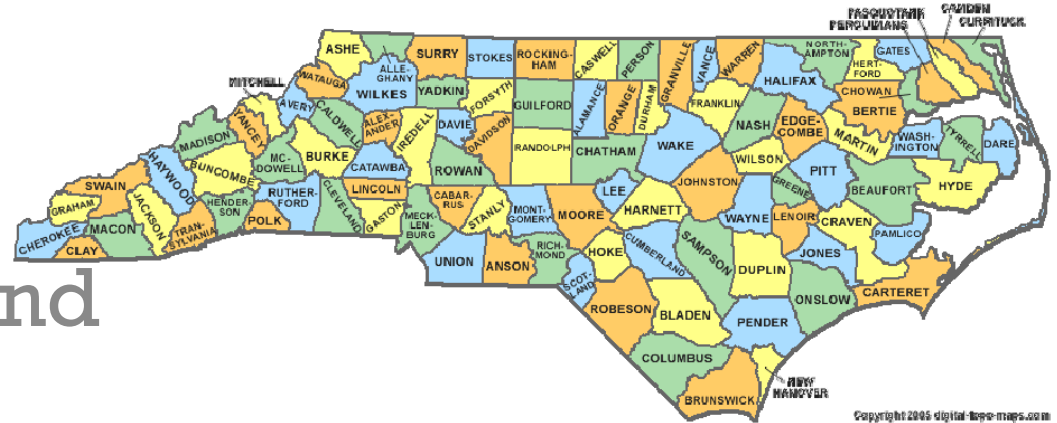 PASQUOTANK
CAMDEN
PERQUIMANS
CURRITUCK
ASHE
ALLE-
GHANY
SURRY
STOKES
ROCKING-
HAM
CASWELL
PERSON
GRANVILLE
VANCE
WARREN
NORTH-
AMPTON
GATES
HERT-
FORD
HALIFAX
CHOWAN
BERTIE
MITCHELL
WATAUGA
WILKES
YADKIN
FORSYTH
GUILFORD
ALAMANCE
ORANGE
DURHAM
FRANKLIN
NASH
EDGE-
COMBE
MARTIN
WASH-
INGTON
TYRRELL
DARE
AVERY
YANCEY
CALDWELL
ALEX-
ANDER
IREDELL
DAVIE
DAVIDSON
RANDOLPH
CHATHAM
WAKE
WILSON
PITT
BEAUFORT
HYDE
MADISON
HAYWOOD
BUNCOMBE
MC-
DOWELL
BURKE
CATAWBA
ROWAN
LINCOLN
CABAR-
RUS
STANLY
MONT-
GOMERY
MOORE
LEE
HARNETT
JOHNSTON
WAYNE
GREENE
LENOIR
CRAVEN
PAMLICO
SWAIN
GRAHAM
JACKSON
HENDER-
SON
RUTHER-
FORD
POLK
CLEVELAND
GASTON
MECK-
LEN-
BURG
CHEROKEE
MACON
CLAY
TRAN-
SYLVANIA
UNION
ANSON
RICH-
MOND
HOKE
CUMBERLAND
SAMPSON
DUPLIN
JONES
ONSLOW
CARTERET
SCOT-
LAND
ROBESON
BLADEN
PENDER
COLUMBUS
BRUNSWICK
NEW
HANOVER
nd
Copyright 2005 digital-topo-maps.com